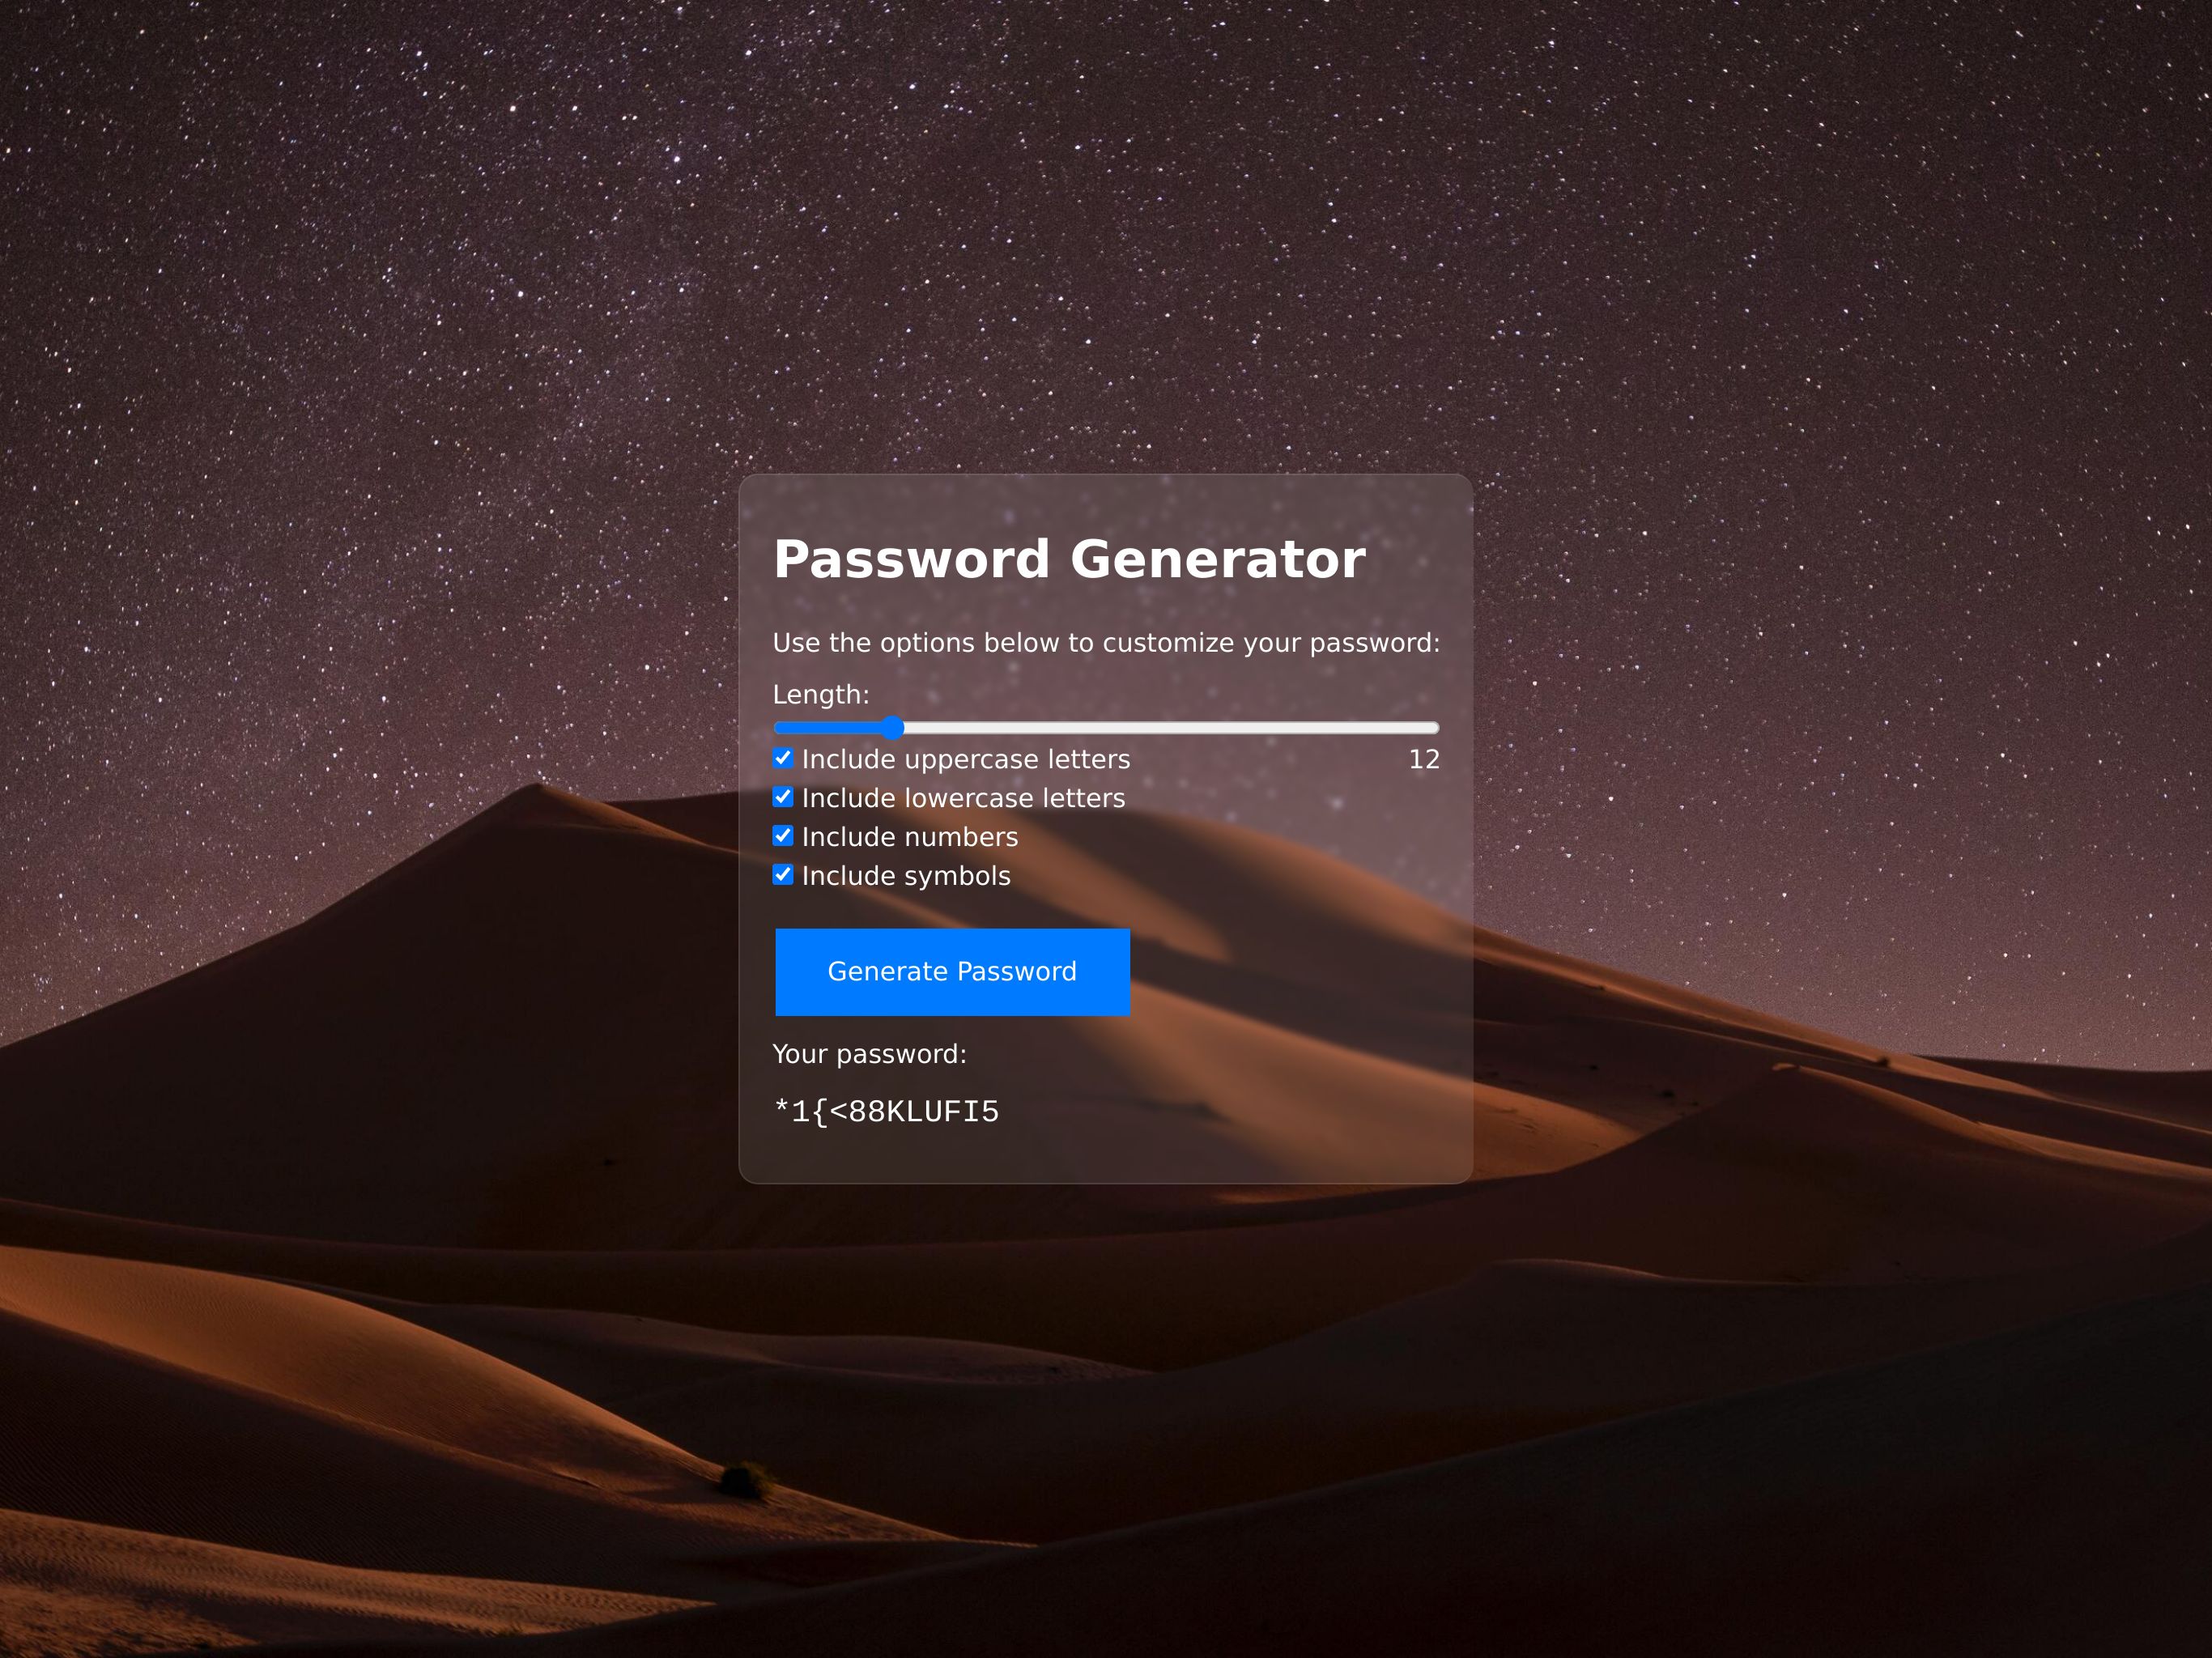 Password Generator
Use the options below to customize your password:
Length:
Include uppercase letters 12
Include lowercase letters
Include numbers
Include symbols
Generate Password
Your password:
*1{<88KLUFI5